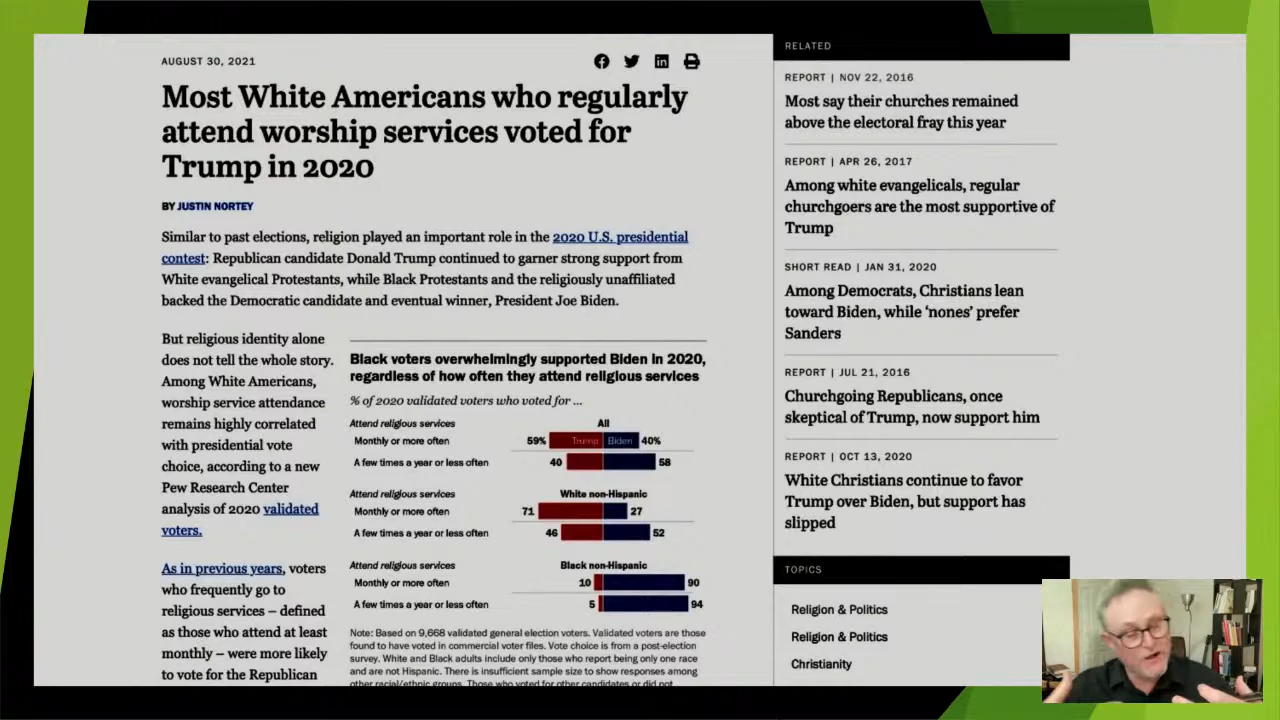 AUGUST 30, 2021
Most White Americans who regularly
attend worship services voted for
Trump in 2020
BY JUSTIN NORTEY
Similar to past elections, religion played an important role in the 2020 U.S. presidential
contest: Republican candidate Donald Trump continued to garner strong support from
White evangelical Protestants, while Black Protestants and the religiously unaffiliated
backed the Democratic candidate and eventual winner, President Joe Biden.
But religious identity alone
does not tell the whole story.
Among White Americans,
worship service attendance
remains highly correlated
with presidential vote
choice, according to a new
Pew Research Center
analysis of 2020 validated
voters.
As in previous years, voters
who frequently go to
religious services – defined
as those who attend at least
monthly – were more likely
to vote for the Republican
Black voters overwhelmingly supported Biden in 2020,
regardless of how often they attend religious services
% of 2020 validated voters who voted for ...
Attend religious services All
Monthly or more often 59% Trump Biden 40%
A few times a year or less often 40 58
Attend religious services White non-Hispanic
Monthly or more often 71 27
A few times a year or less often 46 52
Attend religious services Black non-Hispanic
Monthly or more often 10 90
A few times a year or less often 5 94
Note: Based on 9,668 validated general election voters. Validated voters are those
found to have voted in commercial voter files. Vote choice is from a post-election
survey. White and Black adults include only those who report being only one race
and are not Hispanic. There is insufficient sample size to show responses among
other racial/ethnic groups. Those who voted for other candidates or did not
RELATED
REPORT | NOV 22, 2016
Most say their churches remained
above the electoral fray this year
REPORT | APR 26, 2017
Among white evangelicals, regular
churchgoers are the most supportive of
Trump
SHORT READ | JAN 31, 2020
Among Democrats, Christians lean
toward Biden, while ‘nones’ prefer
Sanders
REPORT | JUL 21, 2016
Churchgoing Republicans, once
skeptical of Trump, now support him
REPORT | OCT 13, 2020
White Christians continue to favor
Trump over Biden, but support has
slipped
TOPICS
Religion & Politics
Religion & Politics
Christianity